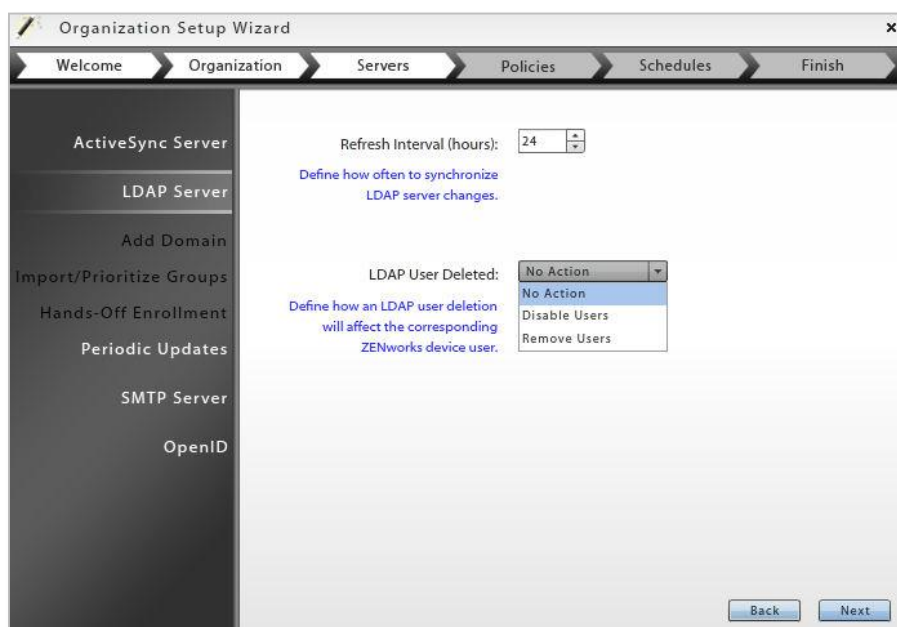 Organization Setup Wizard
x
Welcome
Organization
Servers
Policies
Schedules
Finish
ActiveSync Server
LDAP Server
Add Domain
Import/Prioritize Groups
Hands-Off Enrollment
Periodic Updates
SMTP Server
OpenID
Refresh Interval (hours):
24
Define how often to synchronize
LDAP server changes.
LDAP User Deleted:
No Action
No Action
Disable Users
Remove Users
Define how an LDAP user deletion
will affect the corresponding
ZENworks device user.
Back
Next